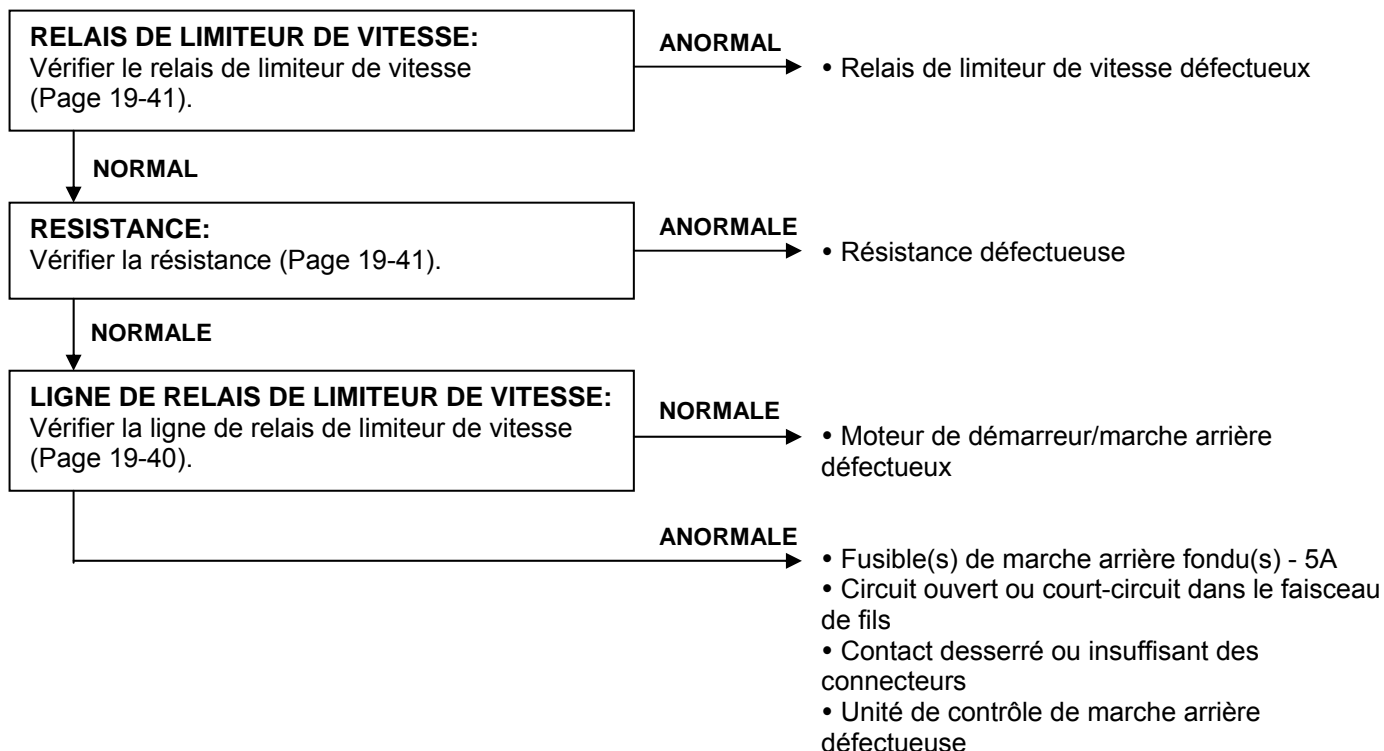 RELAIS DE LIMITEUR DE VITESSE:
Vérifier le relais de limiteur de vitesse
(Page 19-41).
ANORMAL
• Relais de limiteur de vitesse défectueux
NORMAL
RESISTANCE:
Vérifier la résistance (Page 19-41).
ANORMALE
• Résistance défectueuse
NORMALE
LIGNE DE RELAIS DE LIMITEUR DE VITESSE:
Vérifier la ligne de relais de limiteur de vitesse
(Page 19-40).
NORMALE
• Moteur de démarreur/marche arrière
défectueux
ANORMALE
• Fusible(s) de marche arrière fondu(s) - 5A
• Circuit ouvert ou court-circuit dans le faisceau
de fils
• Contact desserré ou insuffisant des
connecteurs
• Unité de contrôle de marche arrière
défectueuse